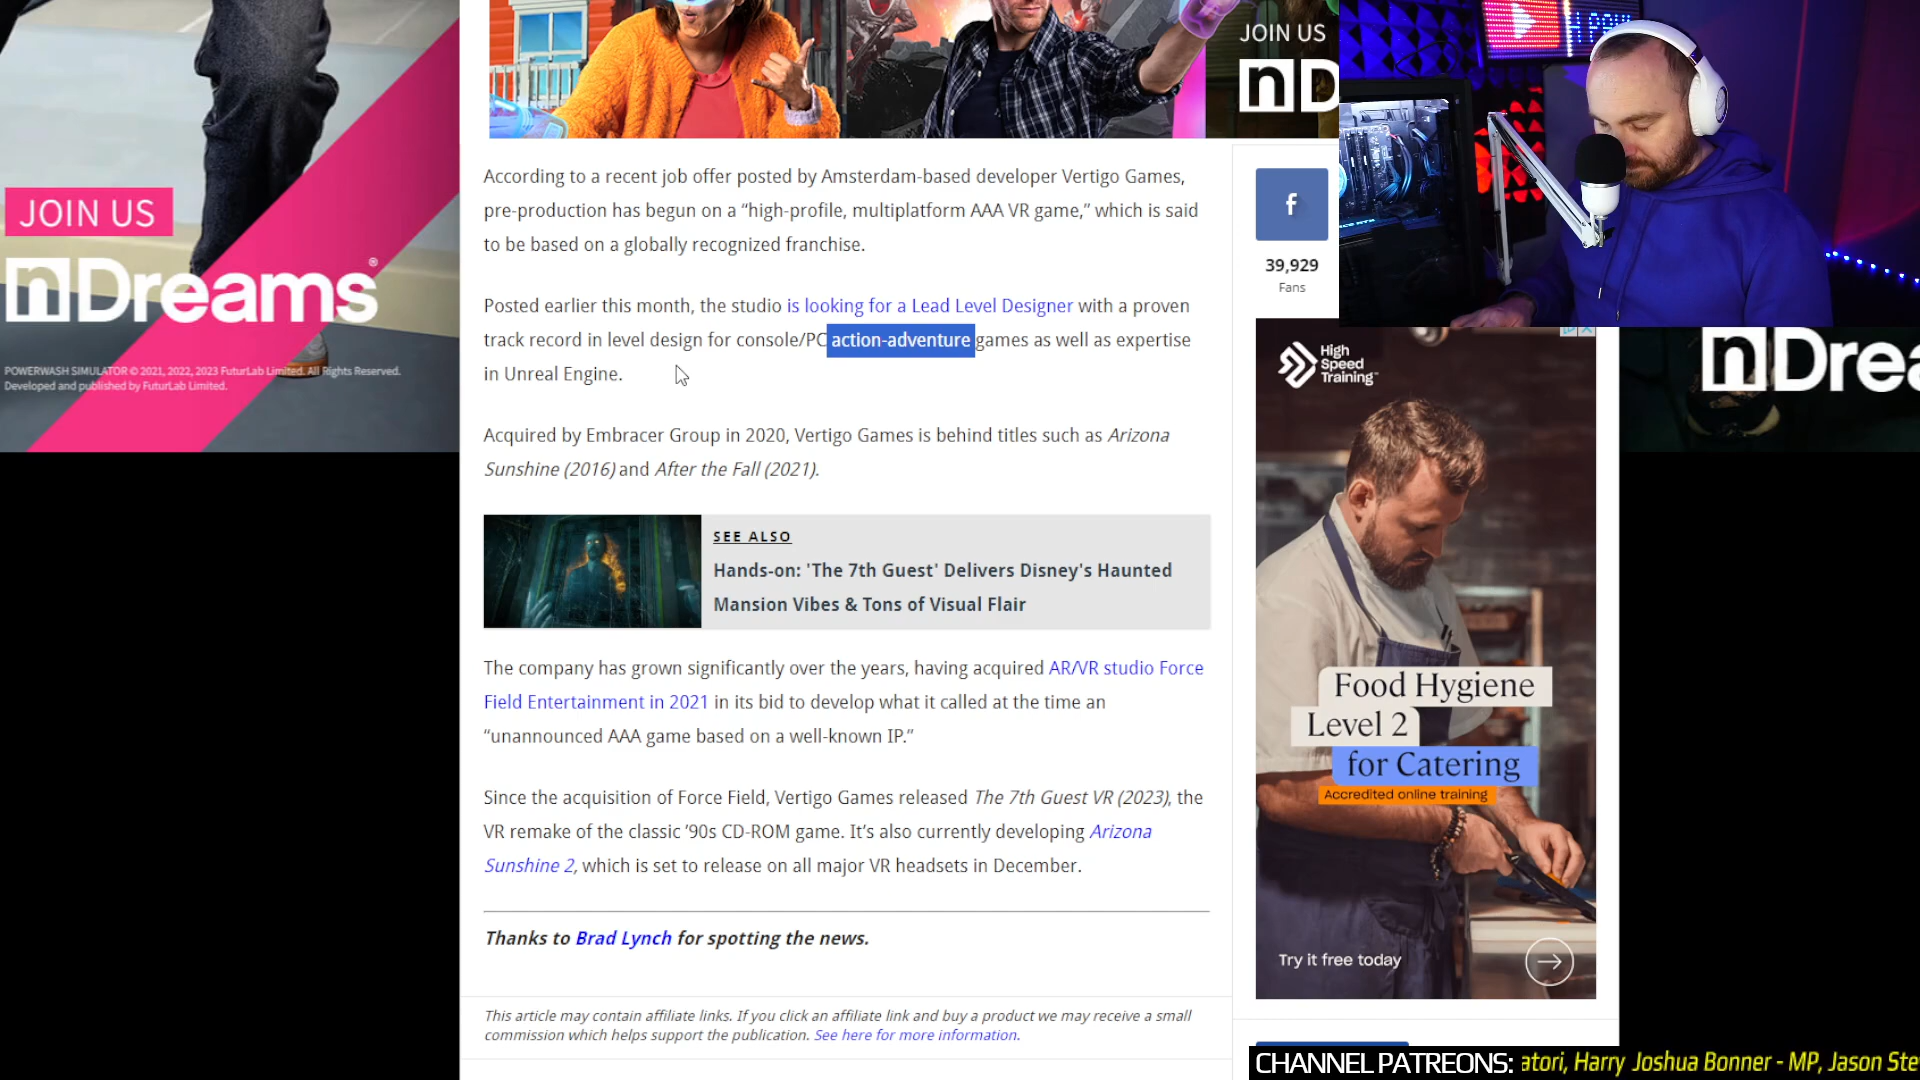 JOIN US
nDreams®
POWERWASH SIMULATOR © 2021, 2022, 2023 FuturLab Limited. All Rights Reserved.
Developed and published by FuturLab Limited.
JOIN US
nD
According to a recent job offer posted by Amsterdam-based developer Vertigo Games,
pre-production has begun on a “high-profile, multiplatform AAA VR game,” which is said
to be based on a globally recognized franchise.
Posted earlier this month, the studio is looking for a Lead Level Designer with a proven
track record in level design for console/PC action-adventure games as well as expertise
in Unreal Engine.
Acquired by Embracer Group in 2020, Vertigo Games is behind titles such as Arizona
Sunshine (2016) and After the Fall (2021).
SEE ALSO
Hands-on: 'The 7th Guest' Delivers Disney's Haunted
Mansion Vibes & Tons of Visual Flair
The company has grown significantly over the years, having acquired AR/VR studio Force
Field Entertainment in 2021 in its bid to develop what it called at the time an
“unannounced AAA game based on a well-known IP.”
Since the acquisition of Force Field, Vertigo Games released The 7th Guest VR (2023), the
VR remake of the classic ’90s CD-ROM game. It’s also currently developing Arizona
Sunshine 2, which is set to release on all major VR headsets in December.
Thanks to Brad Lynch for spotting the news.
This article may contain affiliate links. If you click an affiliate link and buy a product we may receive a small
commission which helps support the publication. See here for more information.
f
39,929
Fans
High
Speed
Training™
Food Hygiene
Level 2
for Catering
Accredited online training
Try it free today
nDrea
CHANNEL PATREONS: atori, Harry Joshua Bonner - MP, Jason Ste